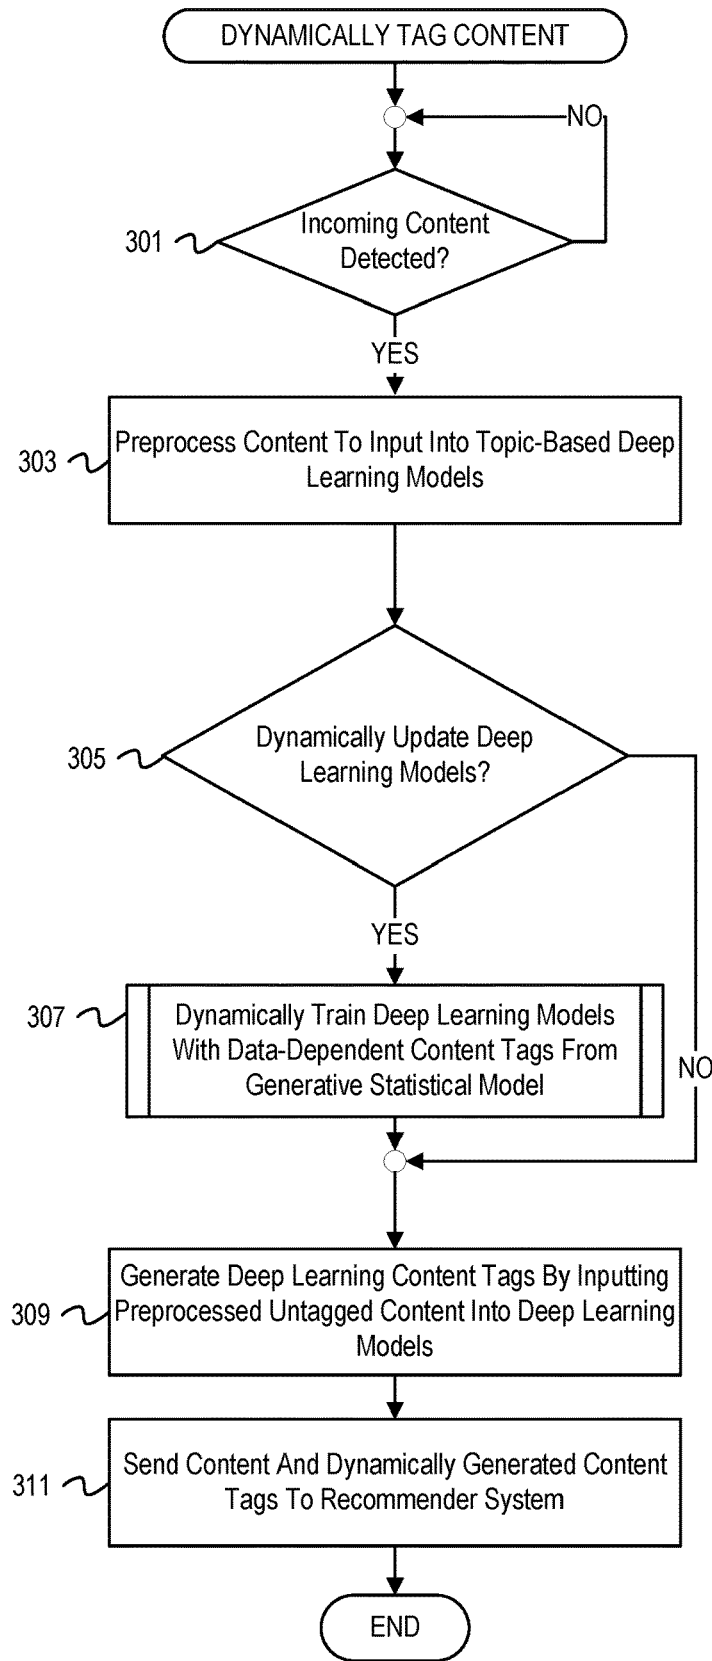 DYNAMICALLY TAG CONTENT
NO
301
Incoming Content
Detected?
YES
303
Preprocess Content To Input Into Topic-Based Deep
Learning Models
305
Dynamically Update Deep
Learning Models?
YES
307
Dynamically Train Deep Learning Models
With Data-Dependent Content Tags From
Generative Statistical Model
NO
309
Generate Deep Learning Content Tags By Inputting
Preprocessed Untagged Content Into Deep Learning
Models
311
Send Content And Dynamically Generated Content
Tags To Recommender System
END